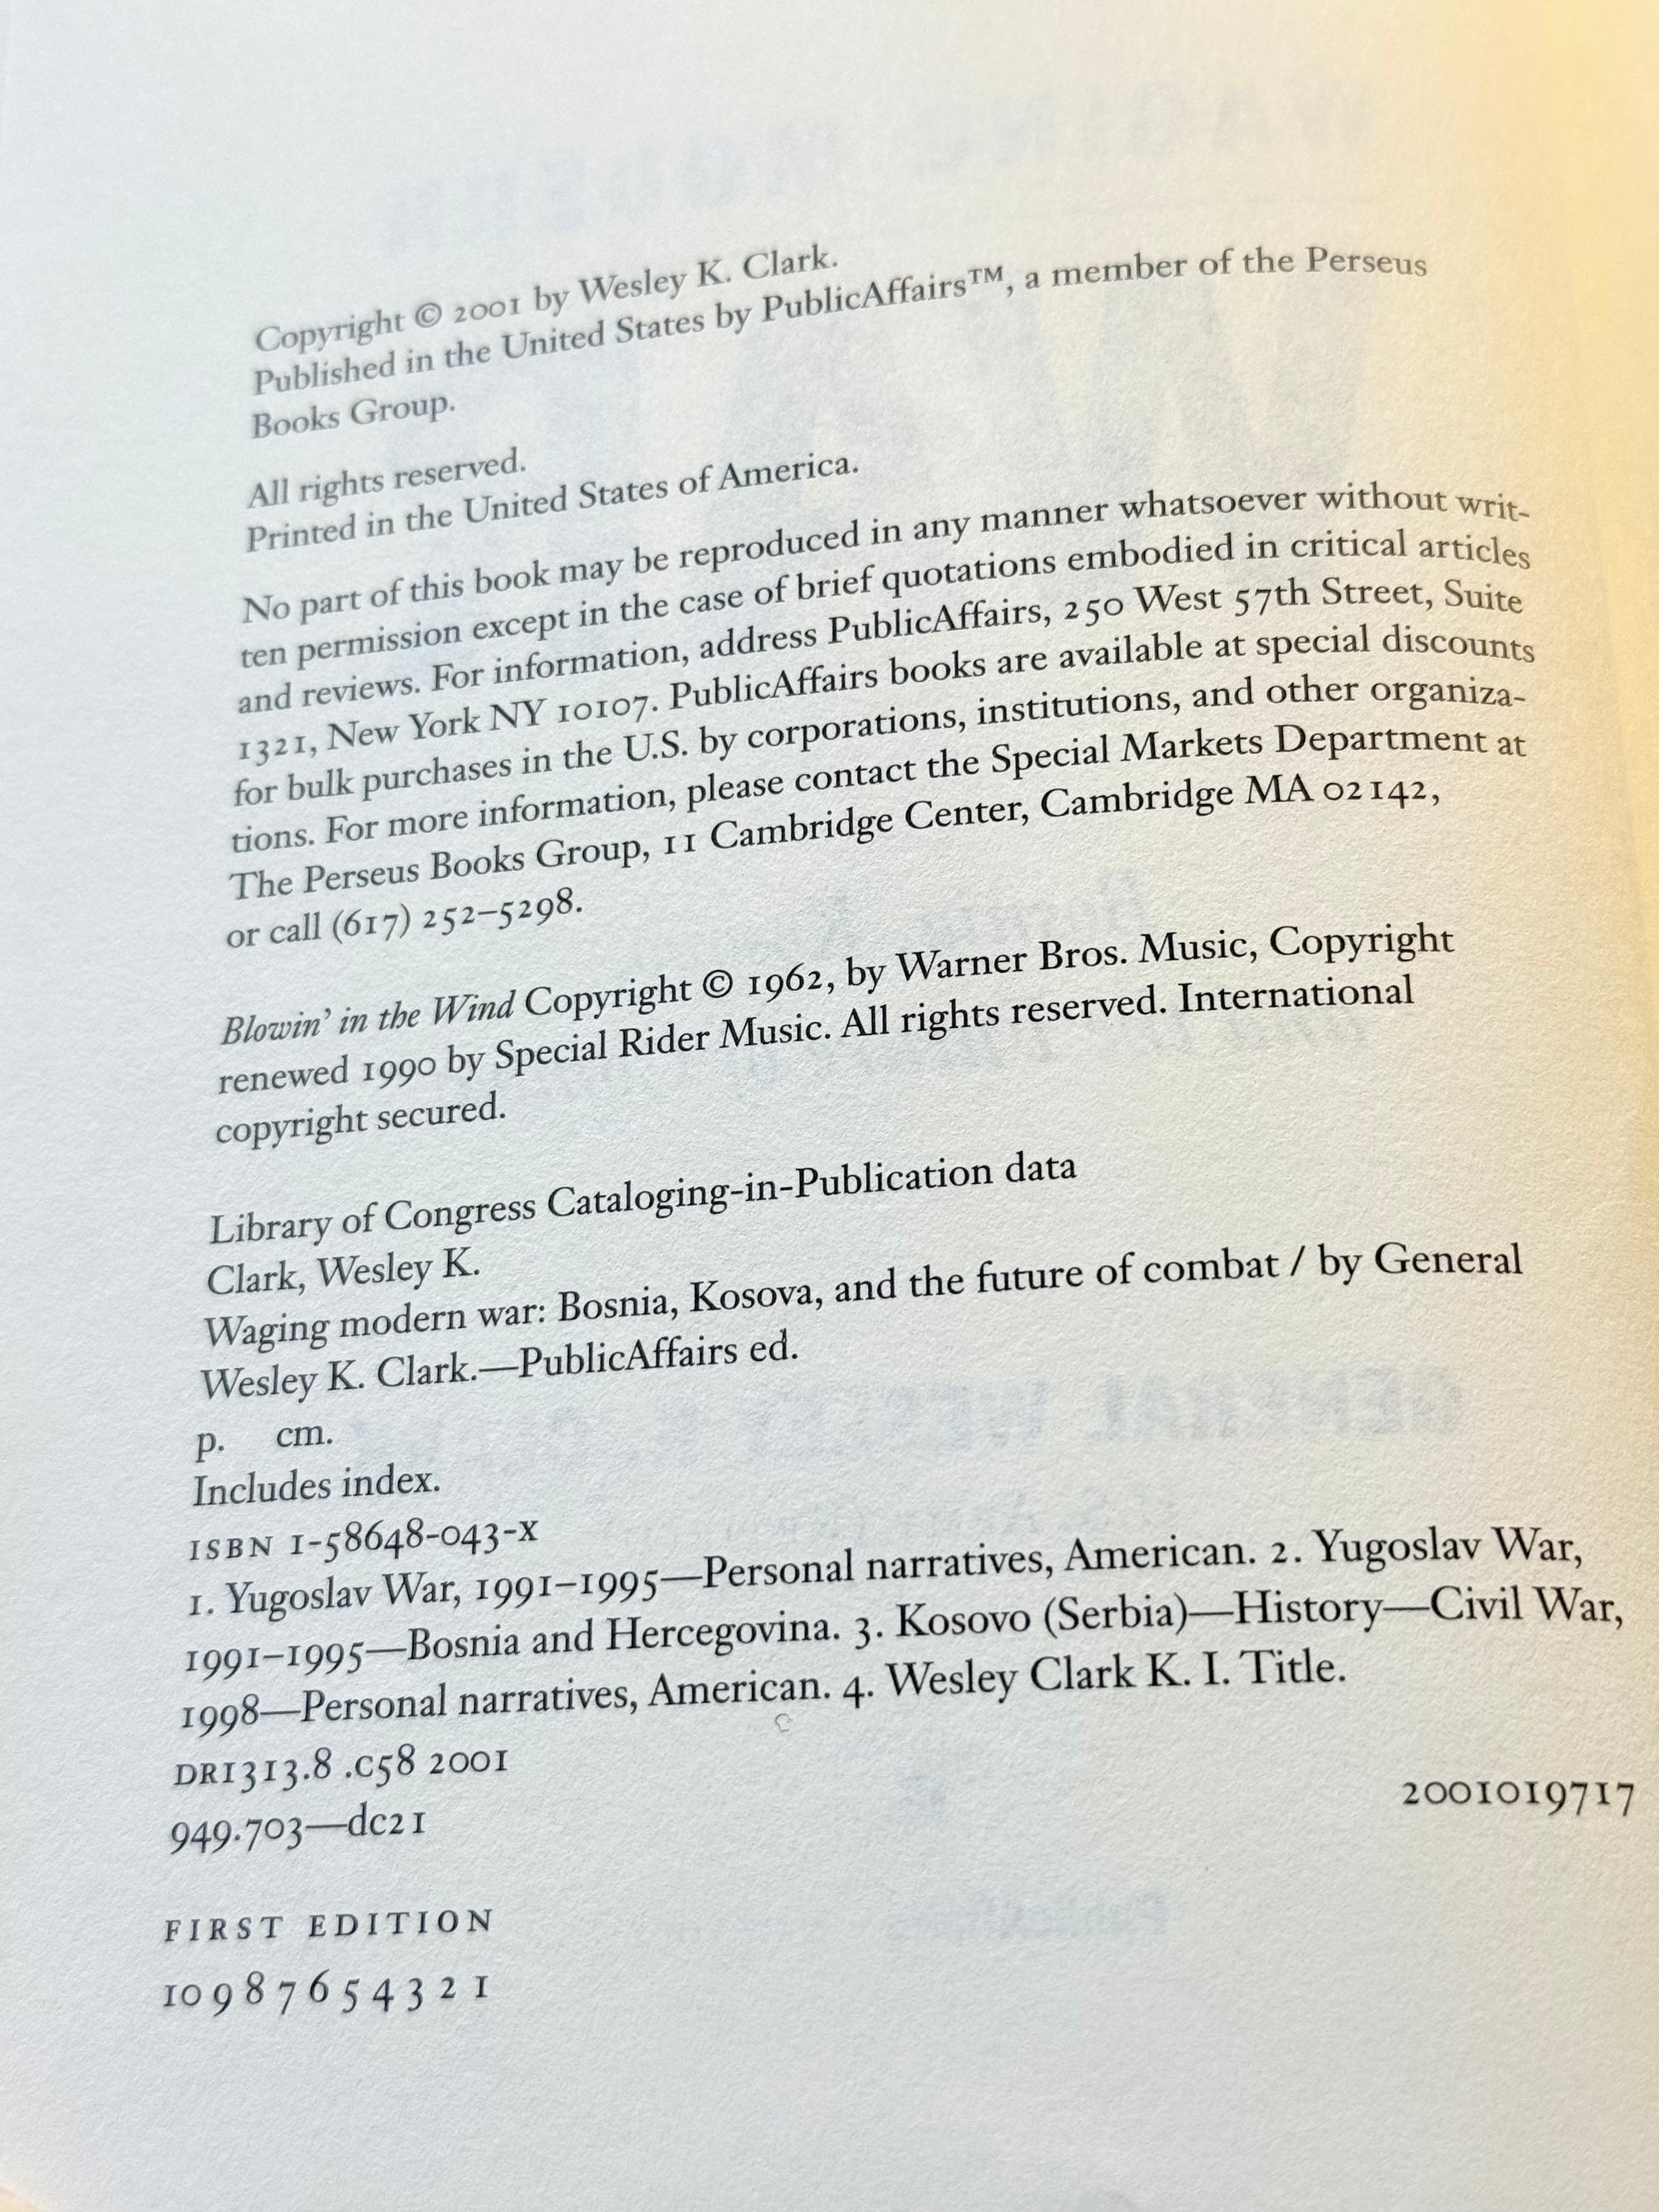 Copyright © 2001 by Wesley K. Clark.
Published in the United States by PublicAffairs™, a member of the Perseus
Books Group.
All rights reserved.
Printed in the United States of America.
No part of this book may be reproduced in any manner whatsoever without writ-
ten permission except in the case of brief quotations embodied in critical articles
and reviews. For information, address PublicAffairs, 250 West 57th Street, Suite
1321, New York NY 10107. PublicAffairs books are available at special discounts
for bulk purchases in the U.S. by corporations, institutions, and other organiza-
tions. For more information, please contact the Special Markets Department at
The Perseus Books Group, 11 Cambridge Center, Cambridge MA 02142,
or call (617) 252–5298.
Blowin’ in the Wind Copyright © 1962, by Warner Bros. Music, Copyright
renewed 1990 by Special Rider Music. All rights reserved. International
copyright secured.
Library of Congress Cataloging-in-Publication data
Clark, Wesley K.
Waging modern war: Bosnia, Kosova, and the future of combat / by General
Wesley K. Clark.—PublicAffairs ed.
p. cm.
Includes index.
ISBN 1-58648-043-X
1. Yugoslav War, 1991–1995—Personal narratives, American. 2. Yugoslav War,
1991–1995—Bosnia and Hercegovina. 3. Kosovo (Serbia)—History—Civil War,
1998—Personal narratives, American. 4. Wesley Clark K. I. Title.
DR1313.8 .C58 2001
949.703—dc21 2001019717
FIRST EDITION
10 9 8 7 6 5 4 3 2 1